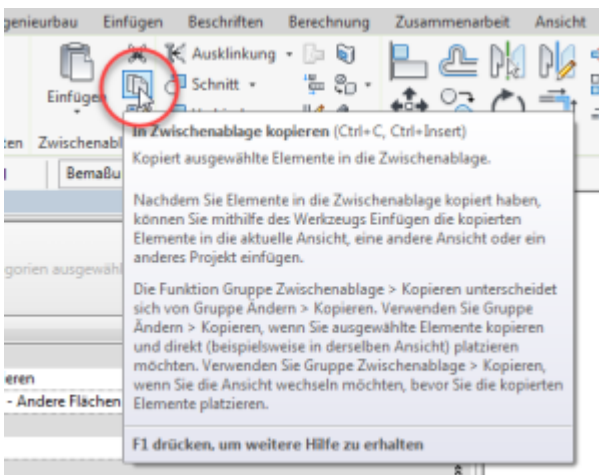 genieurbau Einfügen Beschriften Berechnung Zusammenarbeit Ansicht
Ausklinkung
Einfügen
Schnitt
ten Zwischenabl
Bemaßu
In Zwischenablage kopieren (Ctrl+C, Ctrl+Insert)
Kopiert ausgewählte Elemente in die Zwischenablage.
Nachdem Sie Elemente in die Zwischenablage kopiert haben,
können Sie mithilfe des Werkzeugs Einfügen die kopierten
Elemente in die aktuelle Ansicht, eine andere Ansicht oder ein
anderes Projekt einfügen.
gorien ausgewähl
Die Funktion Gruppe Zwischenablage > Kopieren unterscheidet
sich von Gruppe Ändern > Kopieren. Verwenden Sie Gruppe
Ändern > Kopieren, wenn Sie ausgewählte Elemente kopieren
und direkt (beispielsweise in derselben Ansicht) platzieren
möchten. Verwenden Sie Gruppe Zwischenablage > Kopieren,
wenn Sie die Ansicht wechseln möchten, bevor Sie die kopierten
Elemente platzieren.
ieren
- Andere Flächen
F1 drücken, um weitere Hilfe zu erhalten